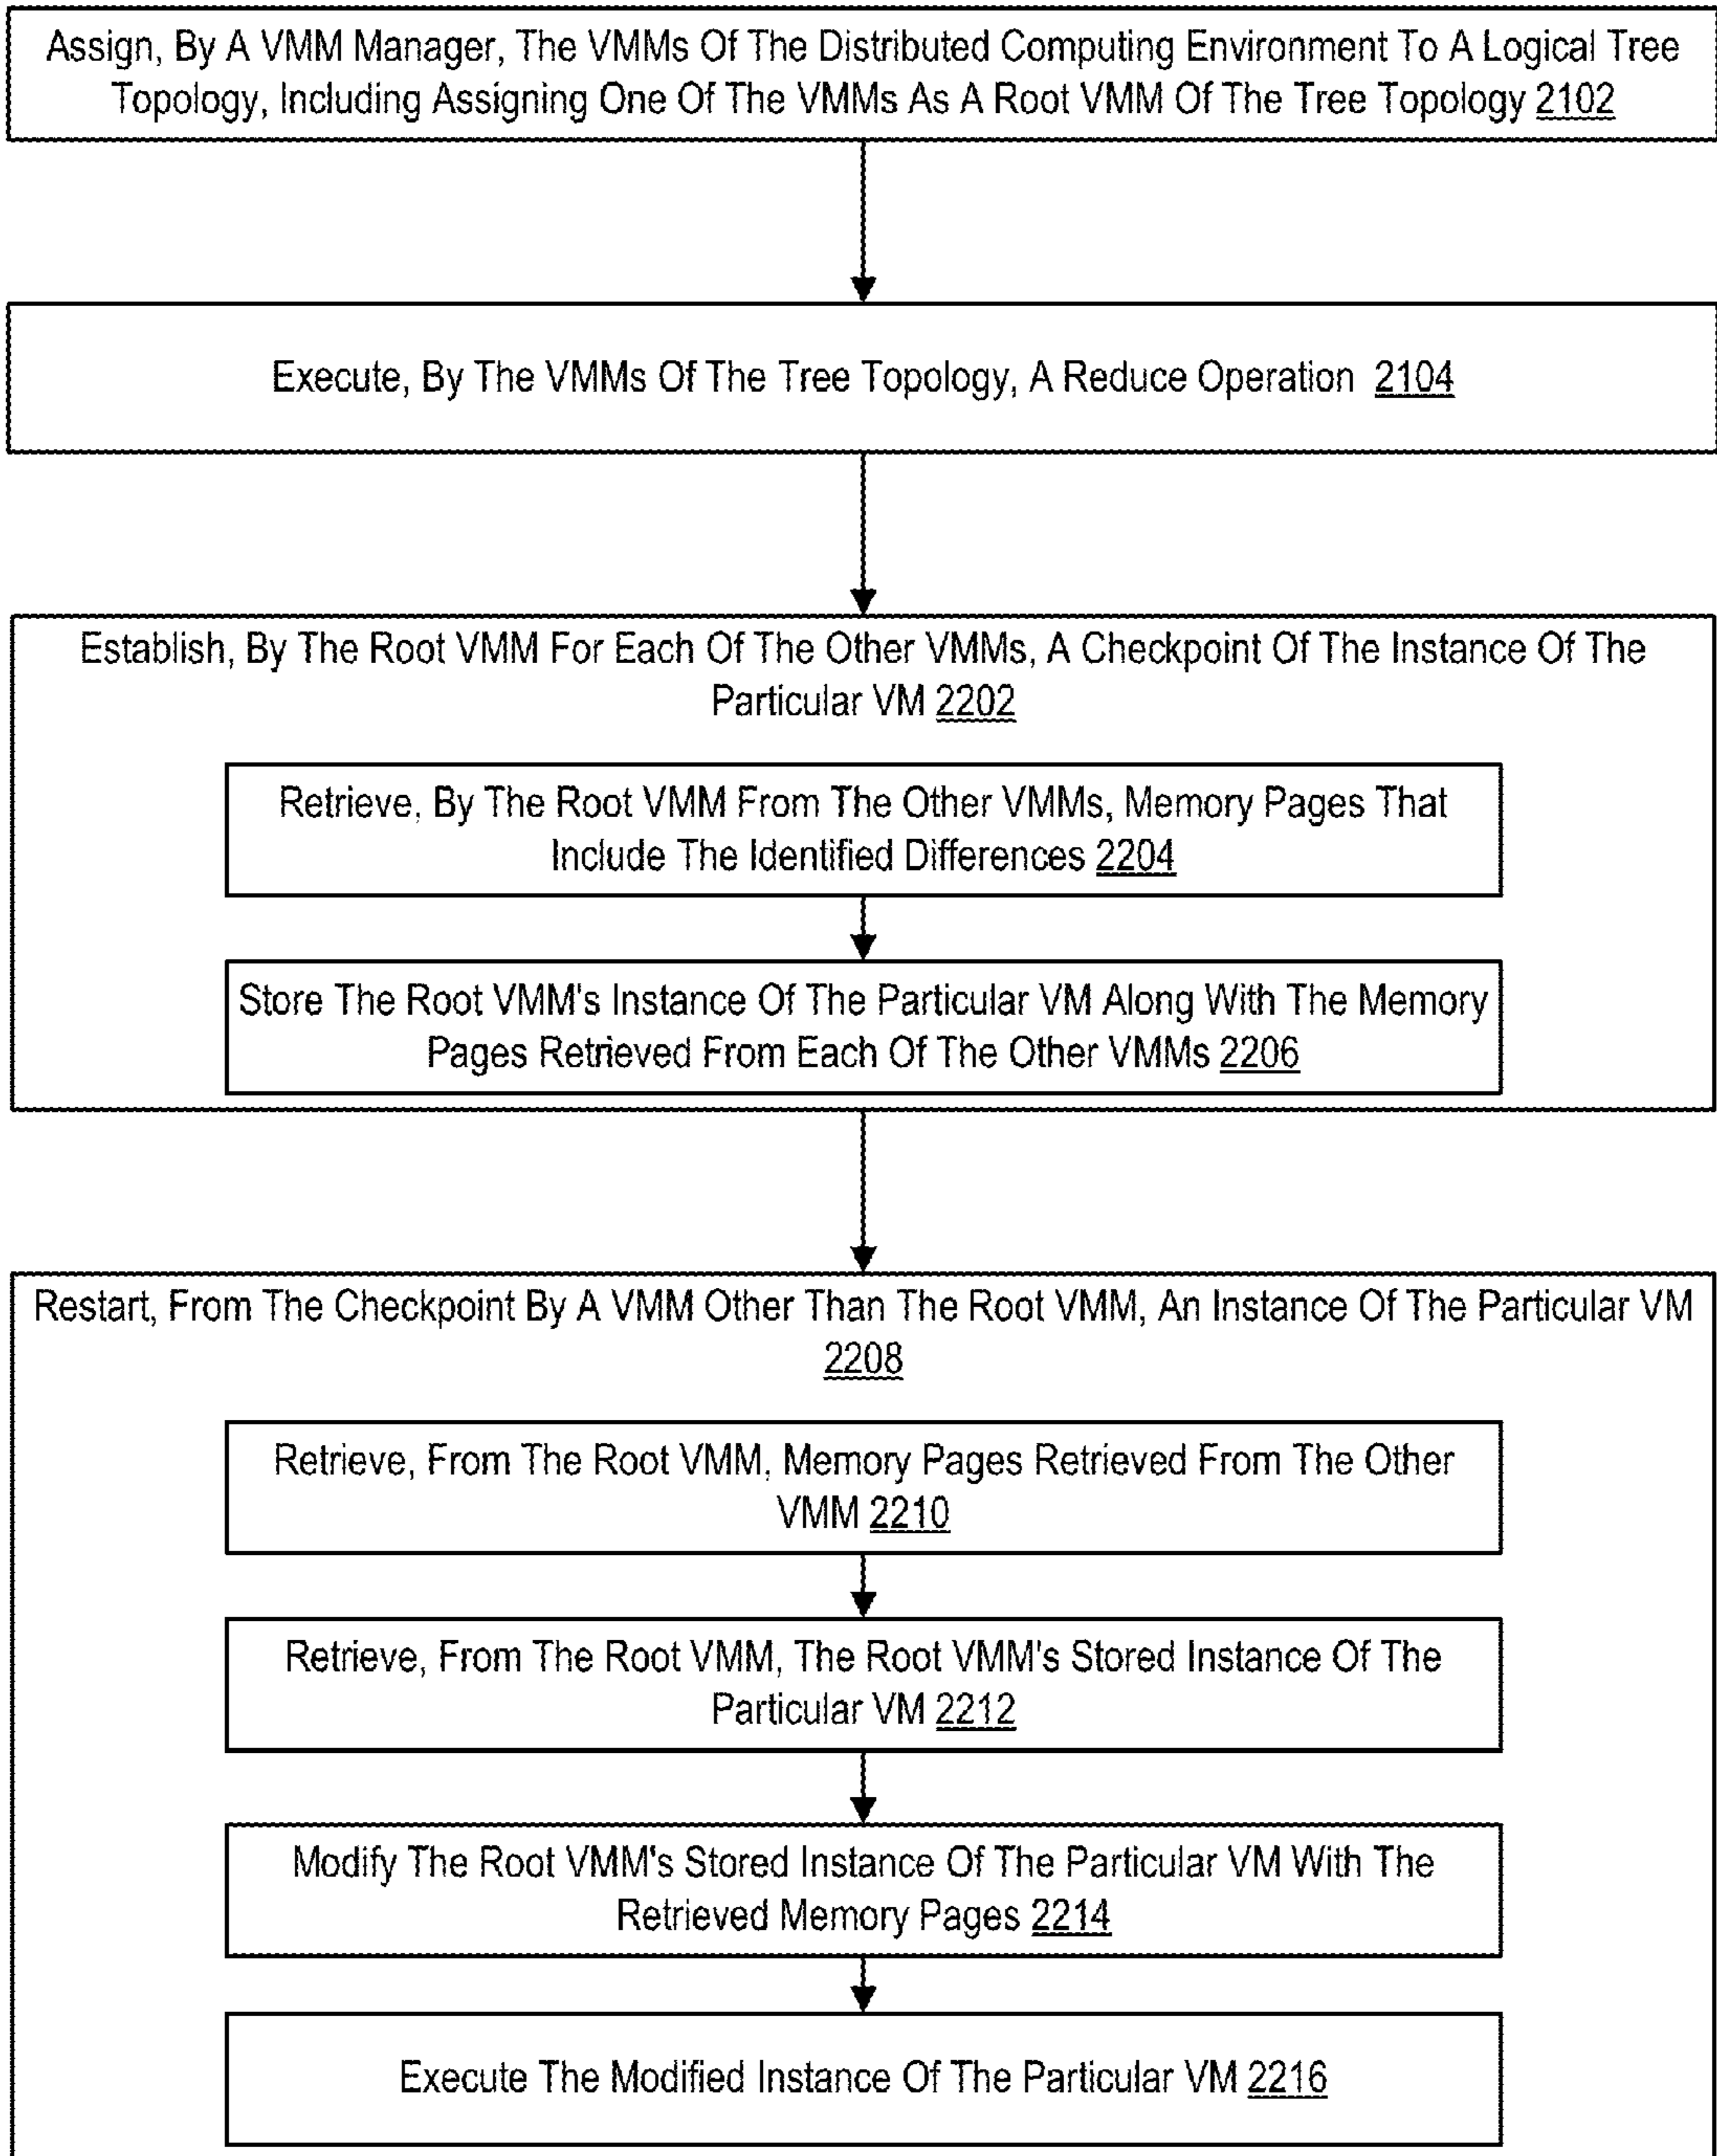 Assign, By A VMM Manager, The VMMs Of The Distributed Computing Environment To A Logical Tree
Topology, Including Assigning One Of The VMMs As A Root VMM Of The Tree Topology 2102
Execute, By The VMMs Of The Tree Topology, A Reduce Operation 2104
Establish, By The Root VMM For Each Of The Other VMMs, A Checkpoint Of The Instance Of The
Particular VM 2202
Retrieve, By The Root VMM From The Other VMMs, Memory Pages That
Include The Identified Differences 2204
Store The Root VMM's Instance Of The Particular VM Along With The Memory
Pages Retrieved From Each Of The Other VMMs 2206
Restart, From The Checkpoint By A VMM Other Than The Root VMM, An Instance Of The Particular VM
2208
Retrieve, From The Root VMM, Memory Pages Retrieved From The Other
VMM 2210
Retrieve, From The Root VMM, The Root VMM's Stored Instance Of The
Particular VM 2212
Modify The Root VMM's Stored Instance Of The Particular VM With The
Retrieved Memory Pages 2214
Execute The Modified Instance Of The Particular VM 2216